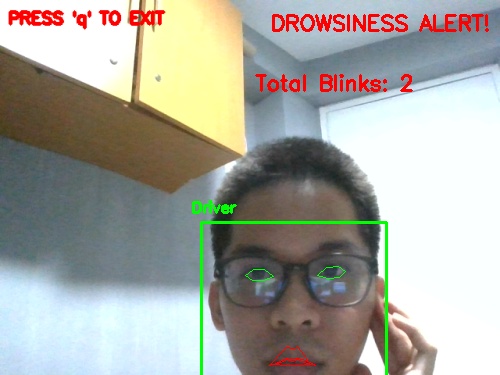 PRESS 'q' TO EXIT
DROWSINESS ALERT!
Total Blinks: 2
Driver